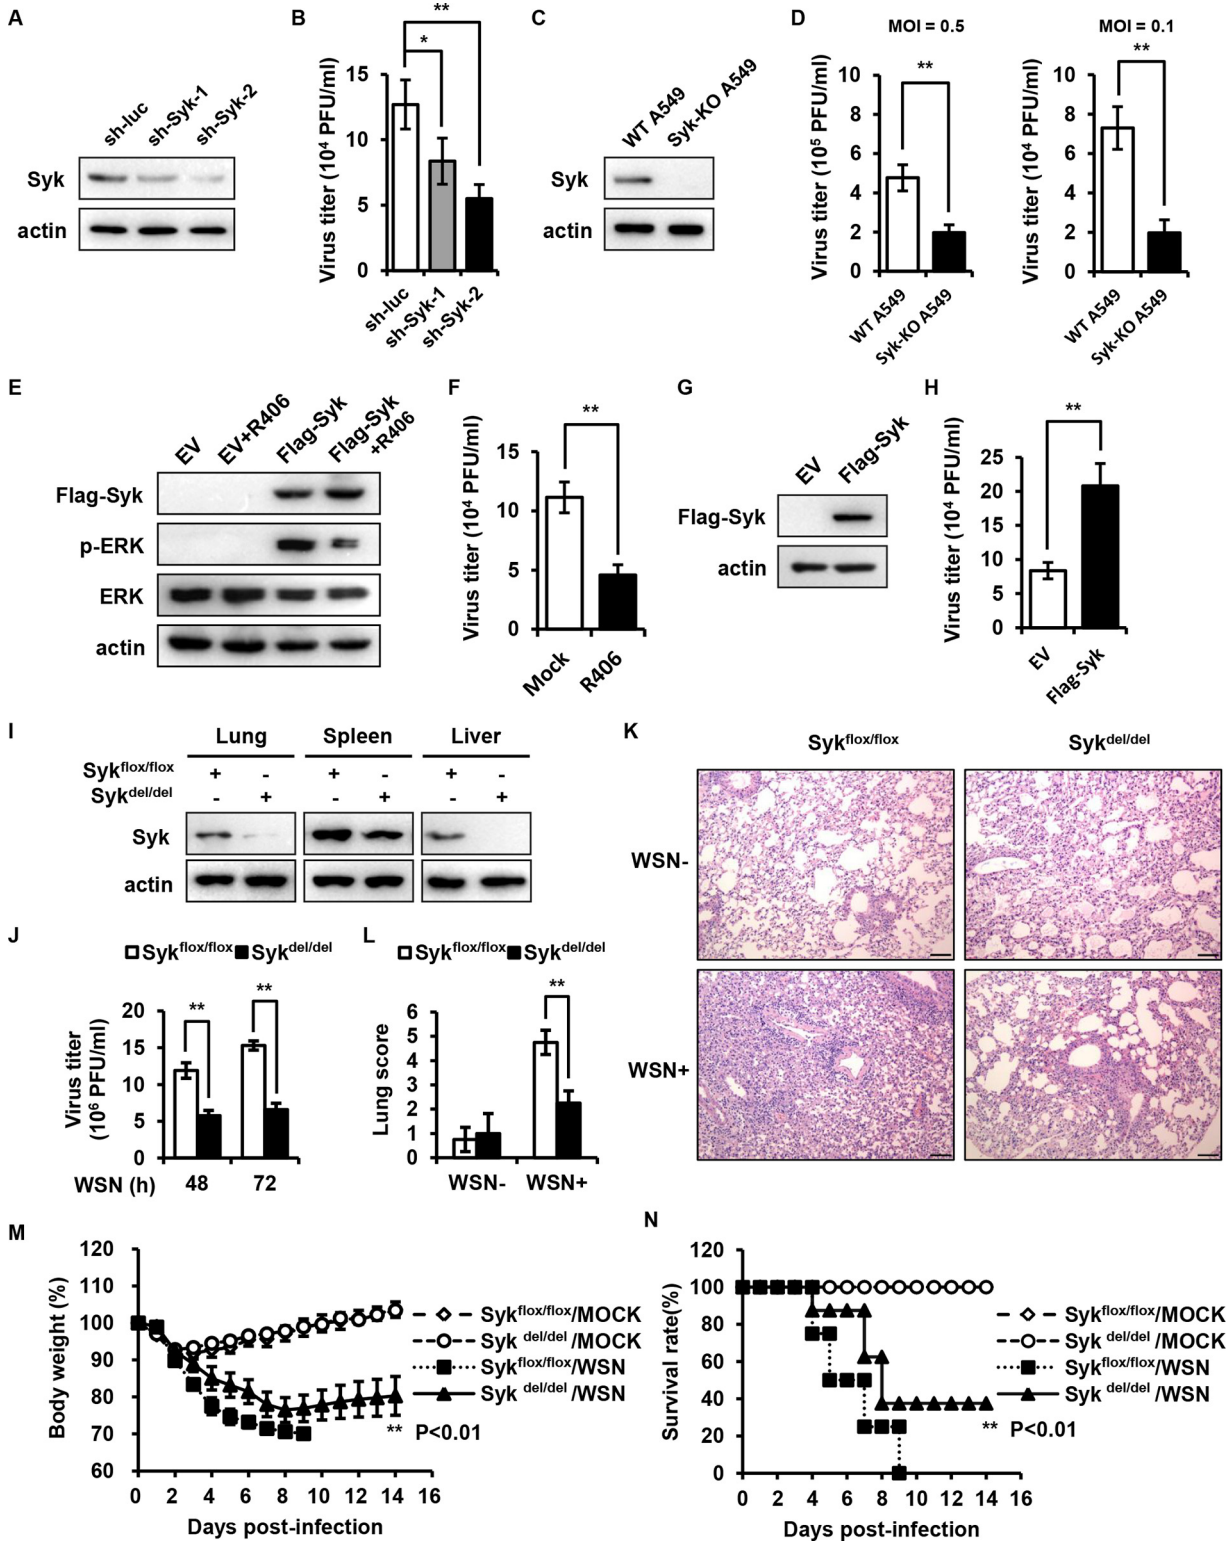 A
sh-luc
sh-Syk-1
sh-Syk-2
Syk
actin
B
**
*
Virus titer (10⁴ PFU/ml)
15
10
5
0
sh-luc
sh-Syk-1
sh-Syk-2
C
WT A549
Syk-KO A549
Syk
actin
D
MOI = 0.5
**
Virus titer (10⁵ PFU/ml)
10
8
6
4
2
0
WT A549
Syk-KO A549
MOI = 0.1
**
Virus titer (10⁴ PFU/ml)
10
8
6
4
2
0
WT A549
Syk-KO A549
E
EV
EV+R406
Flag-Syk
Flag-Syk
+R406
Flag-Syk
p-ERK
ERK
actin
F
**
Virus titer (10⁴ PFU/ml)
15
10
5
0
Mock
R406
G
EV
Flag-Syk
Flag-Syk
actin
H
**
Virus titer (10⁴ PFU/ml)
25
20
15
10
5
0
EV
Flag-Syk
I
Lung Spleen Liver
Syk^flox/flox + - + - + -
Syk^del/del - + - + - +
Syk
actin
J
Syk^flox/flox Syk^del/del
** **
Virus titer
(10⁶ PFU/ml)
20
15
10
5
0
WSN (h) 48 72
L
Syk^flox/flox Syk^del/del
**
Lung score
6
5
4
3
2
1
0
WSN- WSN+
K
Syk^flox/flox Syk^del/del
WSN-
WSN+
M
Body weight (%)
120
110
100
90
80
70
60
0 2 4 6 8 10 12 14 16
Days post-infection
Syk^flox/flox/MOCK
Syk^del/del/MOCK
Syk^flox/flox/WSN
Syk^del/del/WSN
** P<0.01
N
Survival rate(%)
120
100
80
60
40
20
0
0 2 4 6 8 10 12 14 16
Days post-infection
Syk^flox/flox/MOCK
Syk^del/del/MOCK
Syk^flox/flox/WSN
Syk^del/del/WSN
** P<0.01